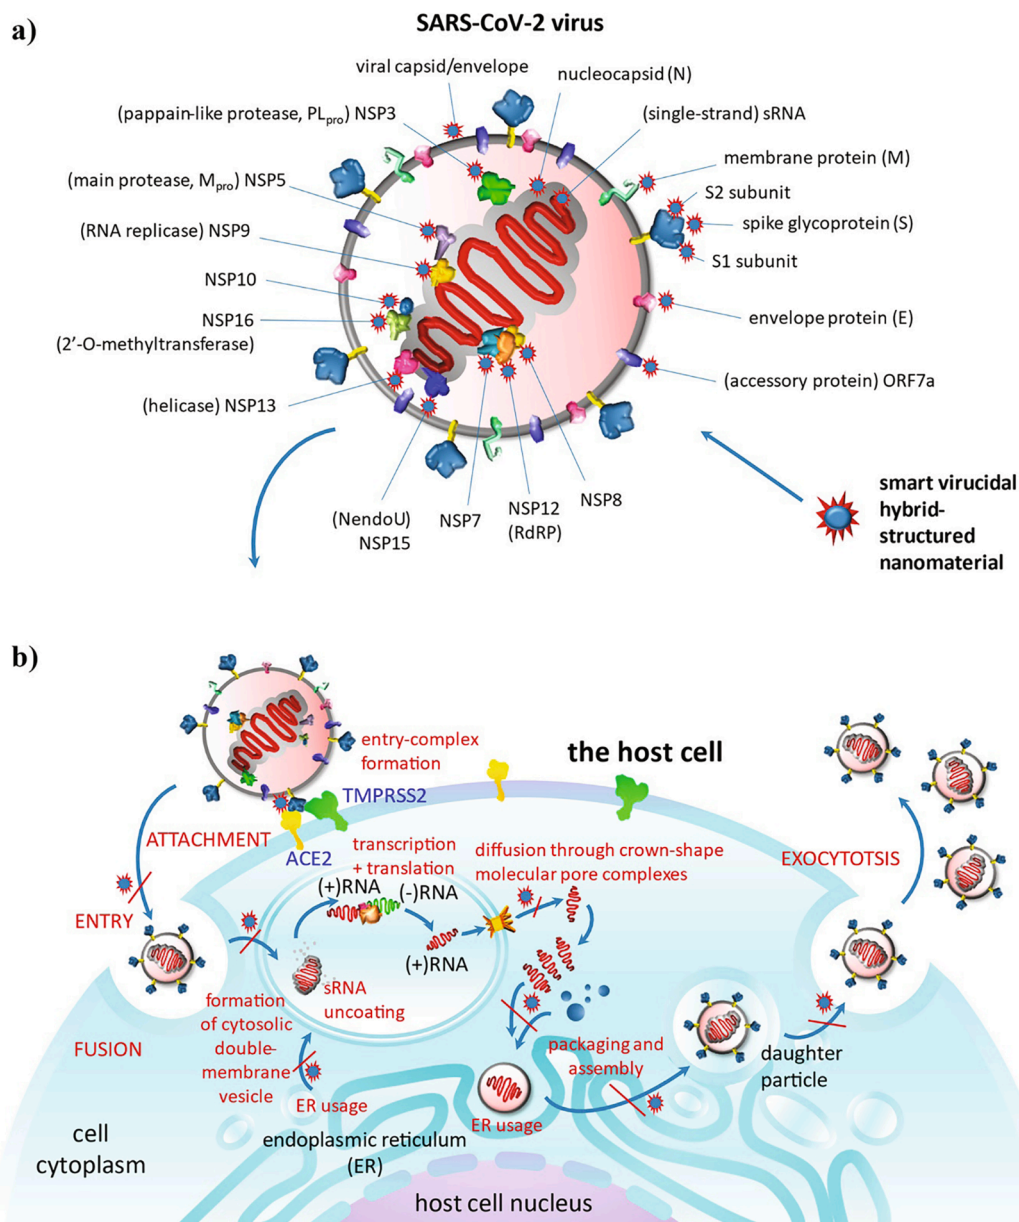 a)
SARS-CoV-2 virus
viral capsid/envelope
nucleocapsid (N)
(pappain-like protease, PLpro) NSP3
(single-strand) sRNA
membrane protein (M)
(main protease, Mpro) NSP5
S2 subunit
(RNA replicase) NSP9
spike glycoprotein (S)
S1 subunit
NSP10
NSP16
(2’-O-methyltransferase)
envelope protein (E)
(accessory protein) ORF7a
(helicase) NSP13
smart virucidal
hybrid-
structured
nanomaterial
(NendoU)
NSP15
NSP7
NSP12
(RdRP)
NSP8
b)
entry-complex
formation
the host cell
TMPRSS2
ATTACHMENT
ACE2
transcription
+ translation
diffusion through crown-shape
molecular pore complexes
EXOCYTOTSIS
(+)RNA
(-)RNA
ENTRY
(+)RNA
sRNA
uncoating
formation
of cytosolic
double-
membrane
vesicle
FUSION
packaging and
assembly
daughter
particle
ER usage
ER usage
cell
cytoplasm
endoplasmic reticulum
(ER)
host cell nucleus